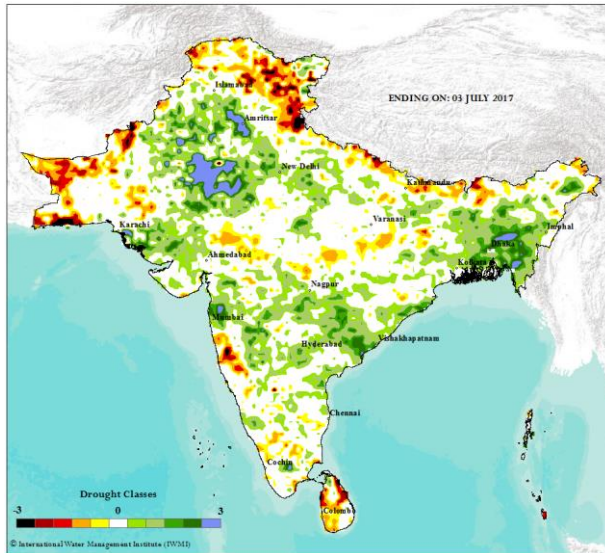 ENDING ON: 03 JULY 2017
Islamabad
Amritsar
New Delhi
Kathmandu
Varanasi
Imphal
Karachi
Dhaka
Ahmedabad
Kolkata
Nagpur
Mumbai
Hyderabad
Vishakhapatnam
Chennai
Cochin
Colombo
Drought Classes
-3 0 3
© International Water Management Institute (IWMI)